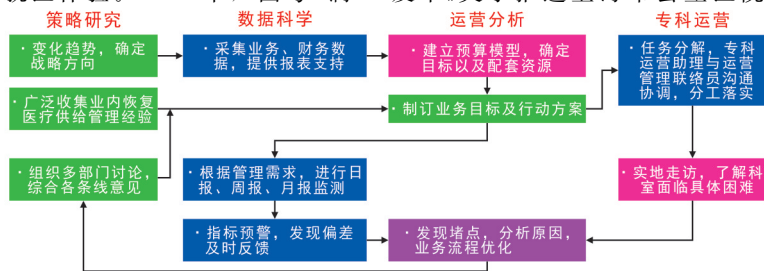 策略研究
数据科学
运营分析
专科运营
· 变化趋势，确定
战略方向
· 采集业务、财务数
据，提供报表支持
· 建立预算模型，确定
目标以及配套资源
· 任务分解，专科
运营助理与运营
管理联络员沟通
协调，分工落实
· 广泛收集业内恢复
医疗供给管理经验
· 制订业务目标及行动方案
· 组织多部门讨论，
综合各条线意见
· 根据管理需求，进行日
报、周报、月报监测
· 实地走访，了解科
室面临具体困难
· 指标预警，发现偏差
及时反馈
· 发现堵点，分析原因，
业务流程优化